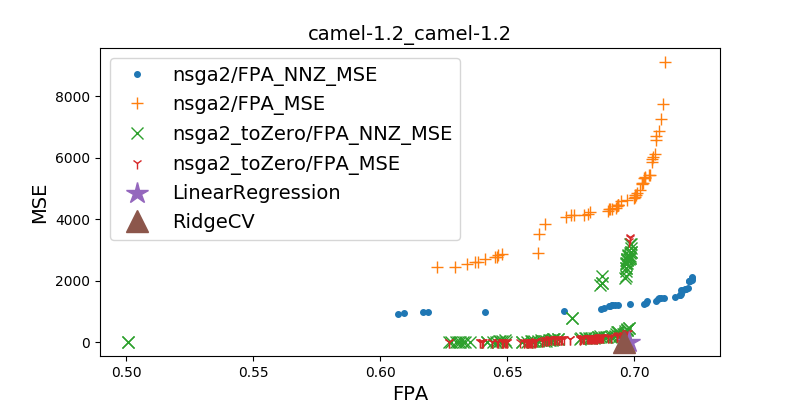 camel-1.2_camel-1.2
nsga2/FPA_NNZ_MSE
nsga2/FPA_MSE
nsga2_toZero/FPA_NNZ_MSE
nsga2_toZero/FPA_MSE
LinearRegression
RidgeCV
MSE
8000
6000
4000
2000
0
0.50 0.55 0.60 0.65 0.70
FPA